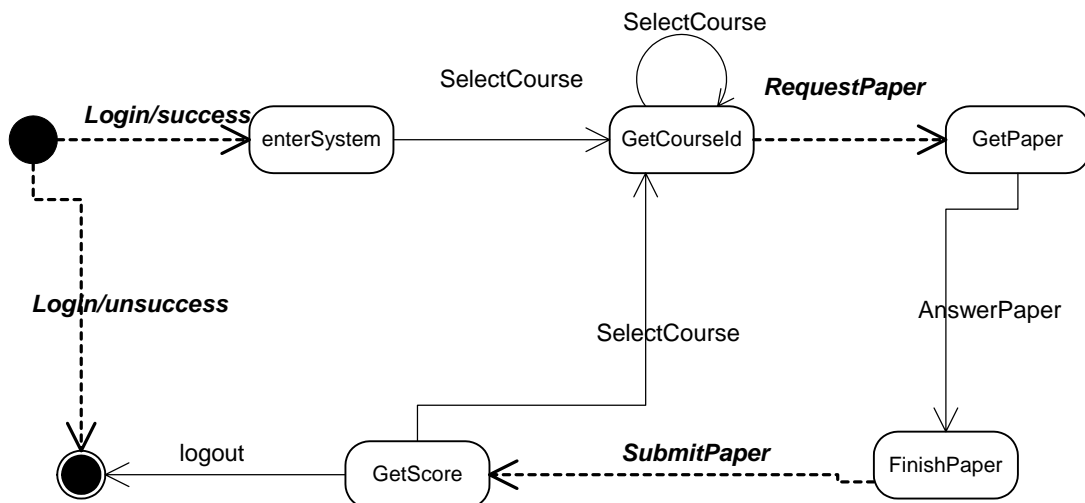 SelectCourse
SelectCourse
RequestPaper
Login/success
enterSystem
GetCourseId
GetPaper
Login/unsuccess
AnswerPaper
SelectCourse
logout
SubmitPaper
GetScore
FinishPaper